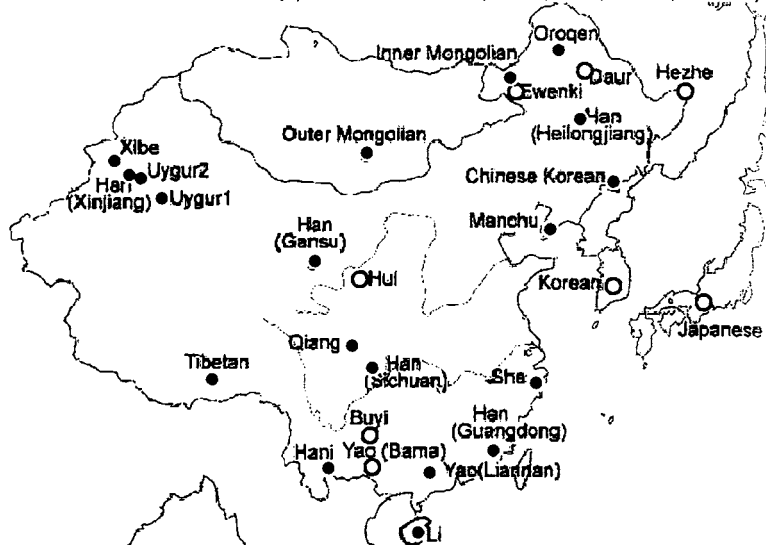 Oroqen
Inner Mongolian
Daur
Hezhe
Ewenki
Han
(Heilongjiang)
Outer Mongolian
Xibe
Uygur2
Han
(Xinjiang)
Uygur1
Chinese Korean
Manchu
Han
(Gansu)
Hui
Korean
Japanese
Qiang
Han
(Sichuan)
Tibetan
She
Buyi
Han
(Guangdong)
Hani
Yao (Bama)
Yao(Liannan)
Li